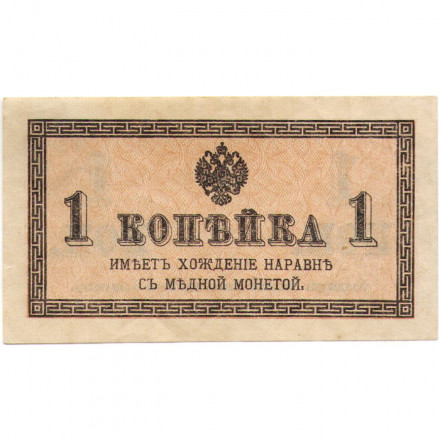 1 КОПѢЙКА 1
ИМѢЕТЪ ХОЖДЕНІЕ НАРАВНѢ
СЪ МѢДНОЙ МОНЕТОЙ.